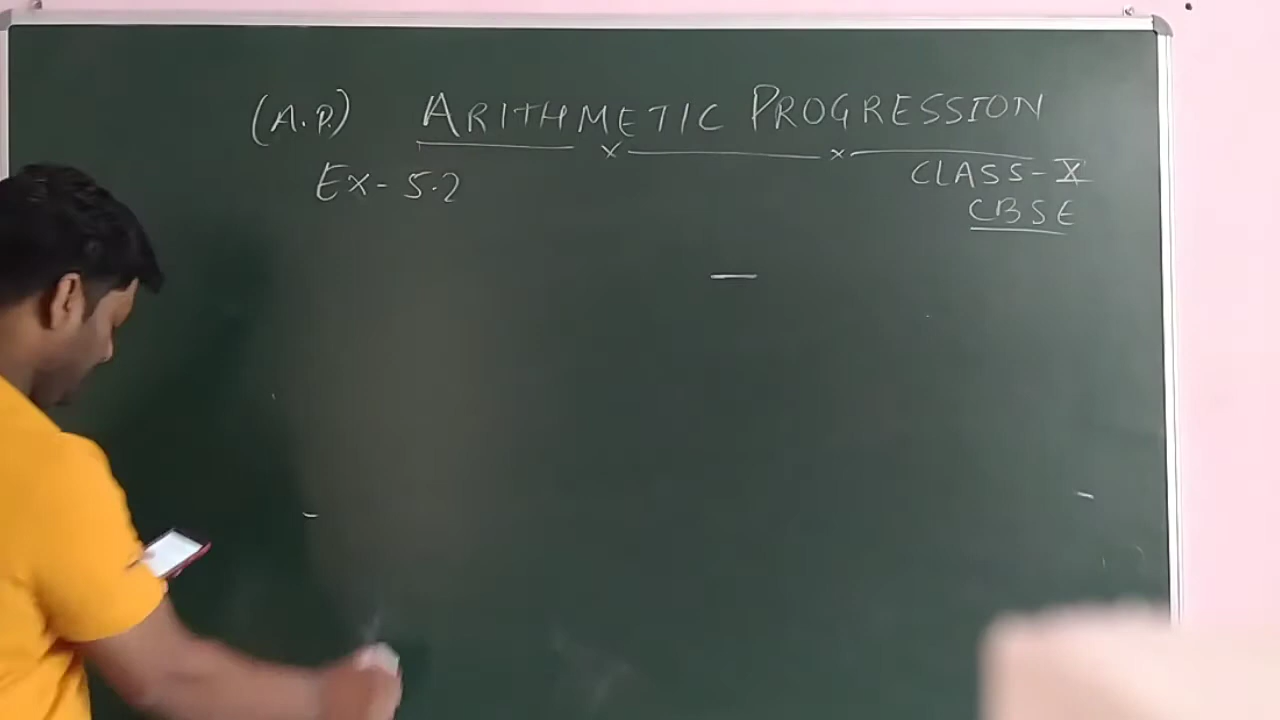 (A.P.) ARITHMETIC PROGRESSION
Ex- 5.2
CLASS-X
CBSE